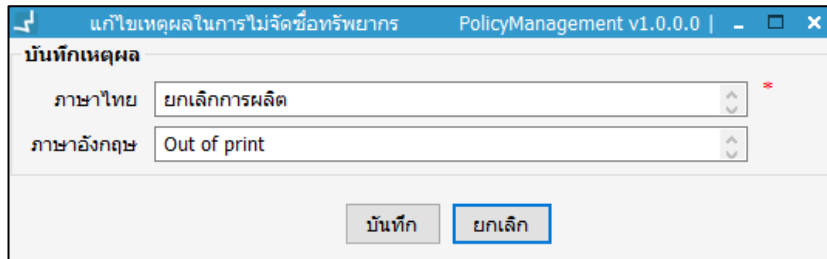 แก้ไขเหตุผลในการไม่จัดซื้อทรัพยากร PolicyManagement v1.0.0.0 |
บันทึกเหตุผล
ภาษาไทย ยกเลิกการผลิต *
ภาษาอังกฤษ Out of print
บันทึก ยกเลิก